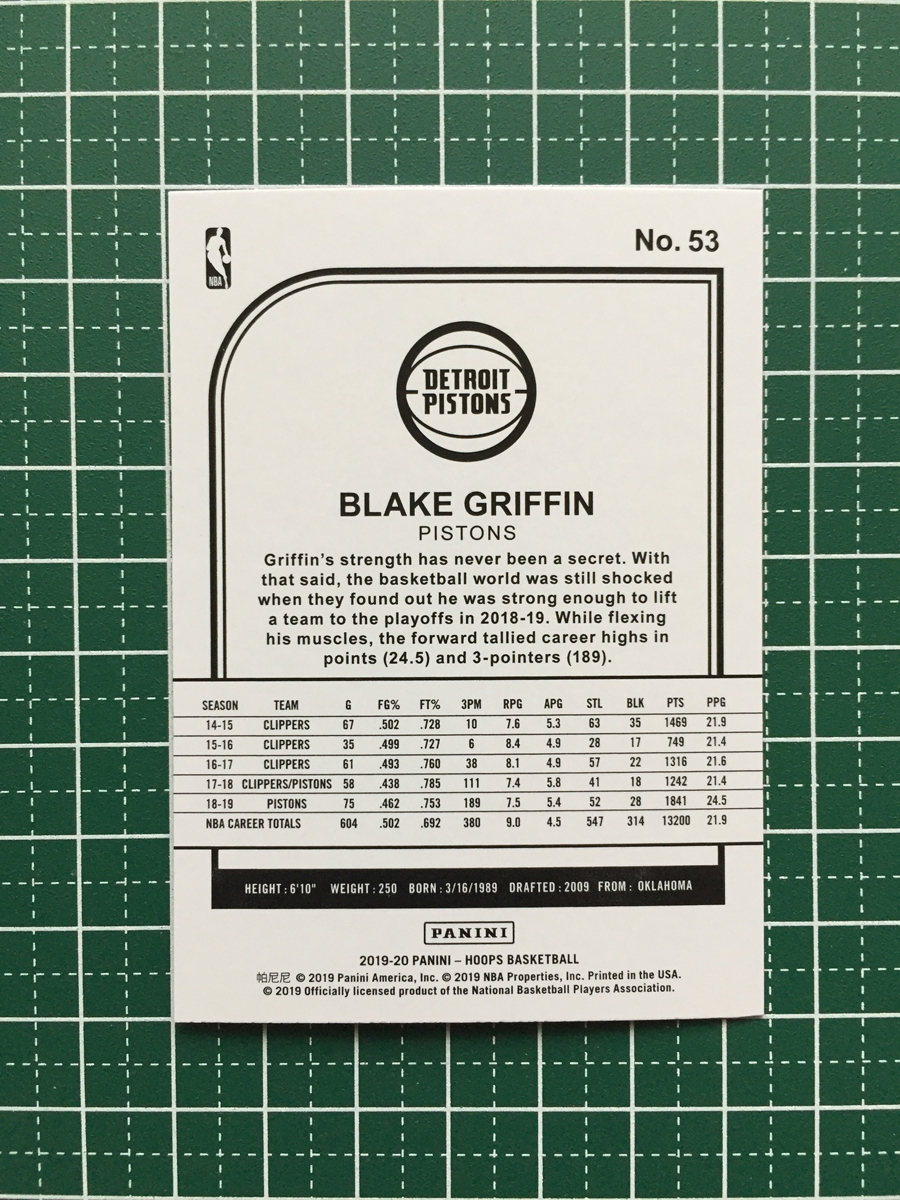 No. 53
NBA
DETROIT
PISTONS
BLAKE GRIFFIN
PISTONS
Griffin's strength has never been a secret. With
that said, the basketball world was still shocked
when they found out he was strong enough to lift
a team to the playoffs in 2018-19. While flexing
his muscles, the forward tallied career highs in
points (24.5) and 3-pointers (189).
SEASON TEAM G FG% FT% 3PM RPG APG STL BLK PTS PPG
14-15 CLIPPERS 67 .502 .728 10 7.6 5.3 63 35 1469 21.9
15-16 CLIPPERS 35 .499 .727 6 8.4 4.9 28 17 749 21.4
16-17 CLIPPERS 61 .493 .760 38 8.1 4.9 57 22 1316 21.6
17-18 CLIPPERS/PISTONS 58 .438 .785 111 7.4 5.8 41 18 1242 21.4
18-19 PISTONS 75 .462 .753 189 7.5 5.4 52 28 1841 24.5
NBA CAREER TOTALS 604 .502 .692 380 9.0 4.5 547 314 13200 21.9
HEIGHT: 6'10" WEIGHT: 250 BORN: 3/16/1989 DRAFTED: 2009 FROM: OKLAHOMA
PANINI
2019-20 PANINI – HOOPS BASKETBALL
帕尼尼 © 2019 Panini America, Inc. © 2019 NBA Properties, Inc. Printed in the USA.
© 2019 Officially licensed product of the National Basketball Players Association.